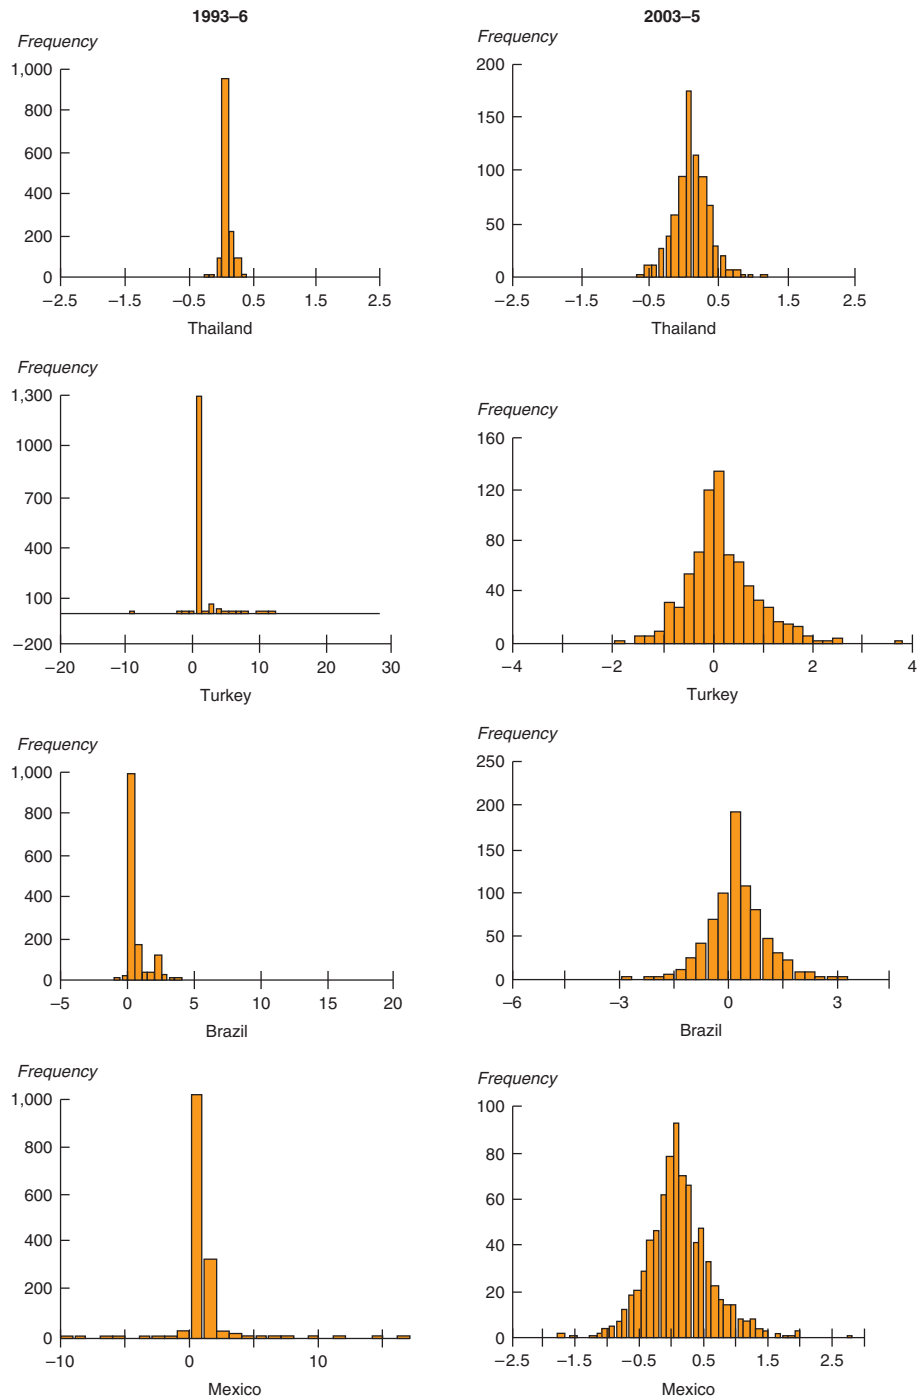 1993–6
2003–5
Frequency
1,000
800
600
400
200
0
–2.5 –1.5 –0.5 0.5 1.5 2.5
Thailand
Frequency
200
150
100
50
0
–2.5 –1.5 –0.5 0.5 1.5 2.5
Thailand
Frequency
1,300
1000
700
400
100
–200
–20 –10 0 10 20 30
Turkey
Frequency
160
120
80
40
0
–4 –2 0 2 4
Turkey
Frequency
1,000
800
600
400
200
0
–5 0 5 10 15 20
Brazil
Frequency
250
200
150
100
50
0
–6 –3 0 3
Brazil
Frequency
1,000
800
600
400
200
0
–10 0 10
Mexico
Frequency
100
80
60
40
20
0
–2.5 –1.5 –0.5 0.5 1.5 2.5
Mexico